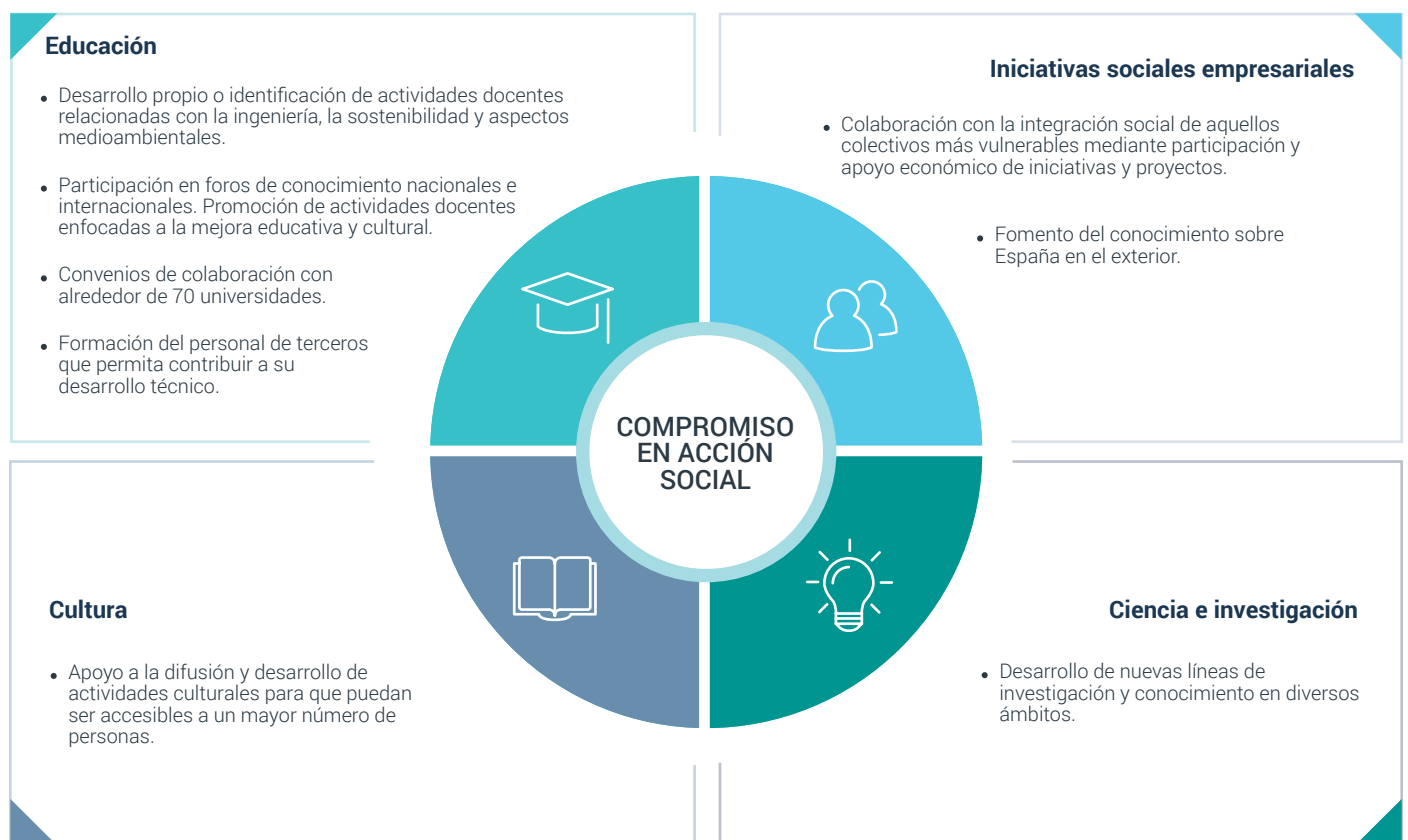 Educación
• Desarrollo propio o identificación de actividades docentes
relacionadas con la ingeniería, la sostenibilidad y aspectos
medioambientales.
• Participación en foros de conocimiento nacionales e
internacionales. Promoción de actividades docentes
enfocadas a la mejora educativa y cultural.
• Convenios de colaboración con
alrededor de 70 universidades.
• Formación del personal de terceros
que permita contribuir a su
desarrollo técnico.
Iniciativas sociales empresariales
• Colaboración con la integración social de aquellos
colectivos más vulnerables mediante participación y
apoyo económico de iniciativas y proyectos.
• Fomento del conocimiento sobre
España en el exterior.
COMPROMISO
EN ACCIÓN
SOCIAL
Cultura
• Apoyo a la difusión y desarrollo de
actividades culturales para que puedan
ser accesibles a un mayor número de
personas.
Ciencia e investigación
• Desarrollo de nuevas líneas de
investigación y conocimiento en diversos
ámbitos.